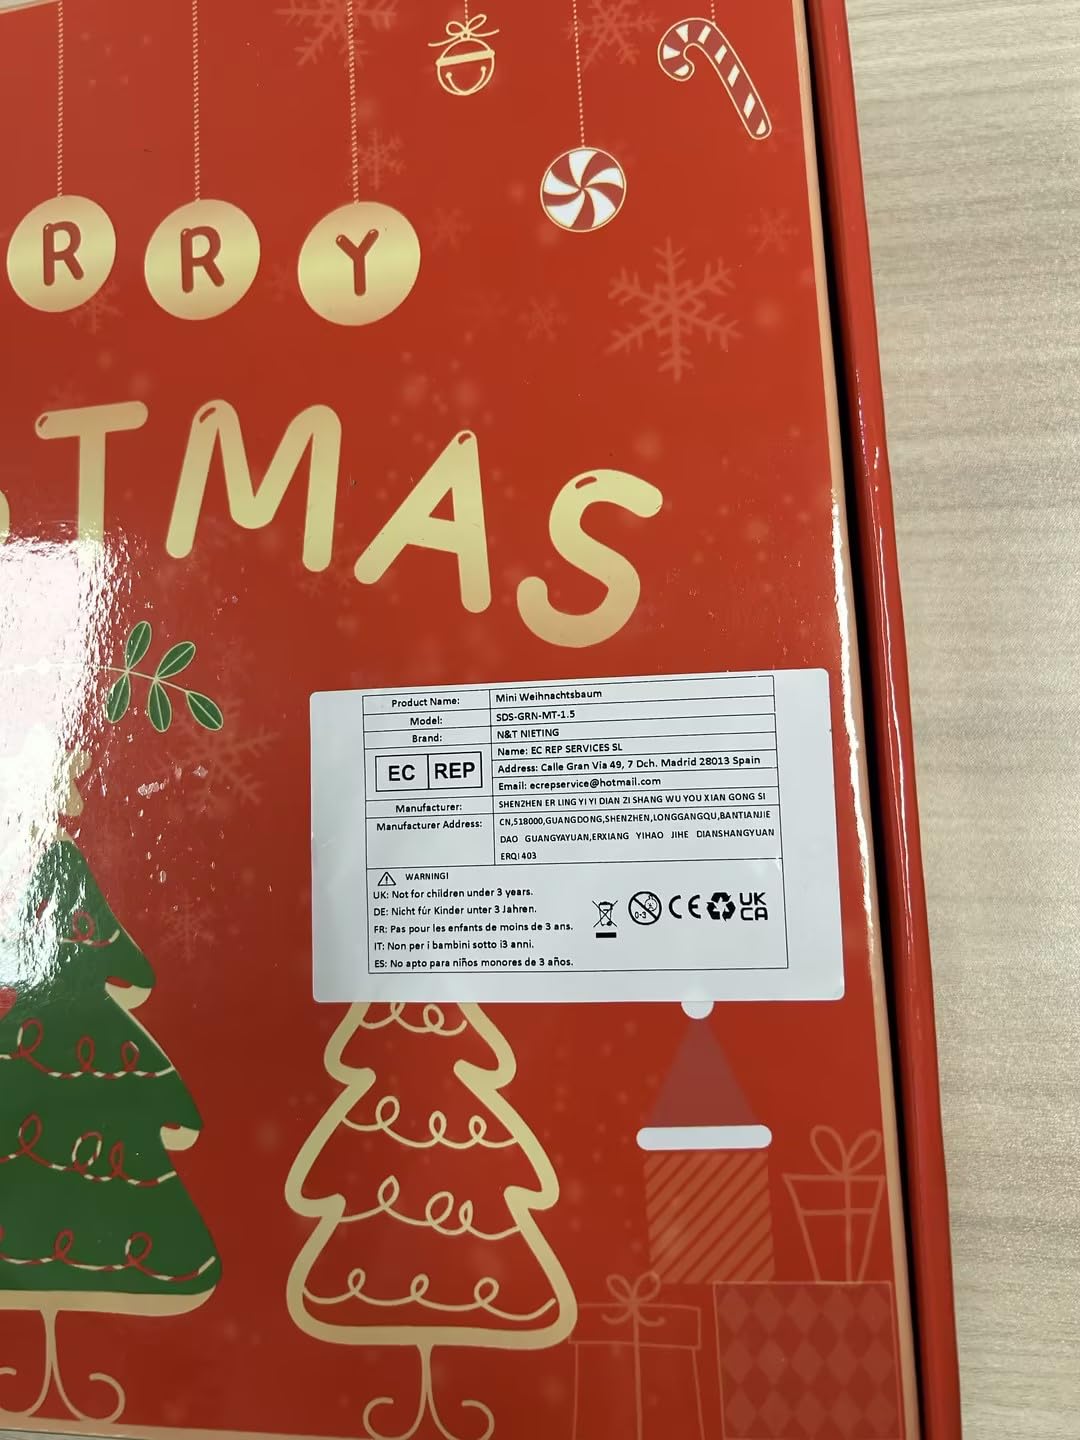 RRY
STMAS
Product Name: Mini Weihnachtsbaum
Model: SDS-GRN-MT-1.5
Brand: N&T NIETING
EC REP
Name: EC REP SERVICES SL
Address: Calle Gran Via 49, 7 Dch. Madrid 28013 Spain
Email: ecrepservice@hotmail.com
Manufacturer: SHENZHEN ER LING YI YI DIAN ZI SHANG WU YOU XIAN GONG SI
Manufacturer Address: CN,518000,GUANGDONG,SHENZHEN,LONGGANGQU,BANTIANJIE
DAO GUANGYAYUAN,ERXIANG YIHAO JIHE DIANSHANGYUAN
ERQI403
WARNING!
UK: Not for children under 3 years.
DE: Nicht fúr Kinder unter 3 Jahren.
FR: Pas pour les enfants de moins de 3 ans.
IT: Non per i bambini sotto i3 anni.
ES: No apto para niños monores de 3 años.
0-3
CE
UK
CA